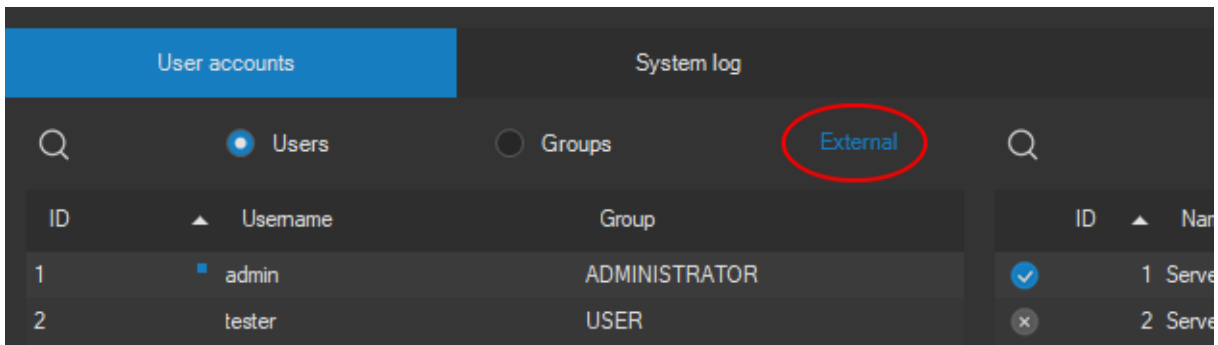 User accounts System log
Users Groups External
ID Username Group ID
1 admin ADMINISTRATOR 1
2 tester USER 2